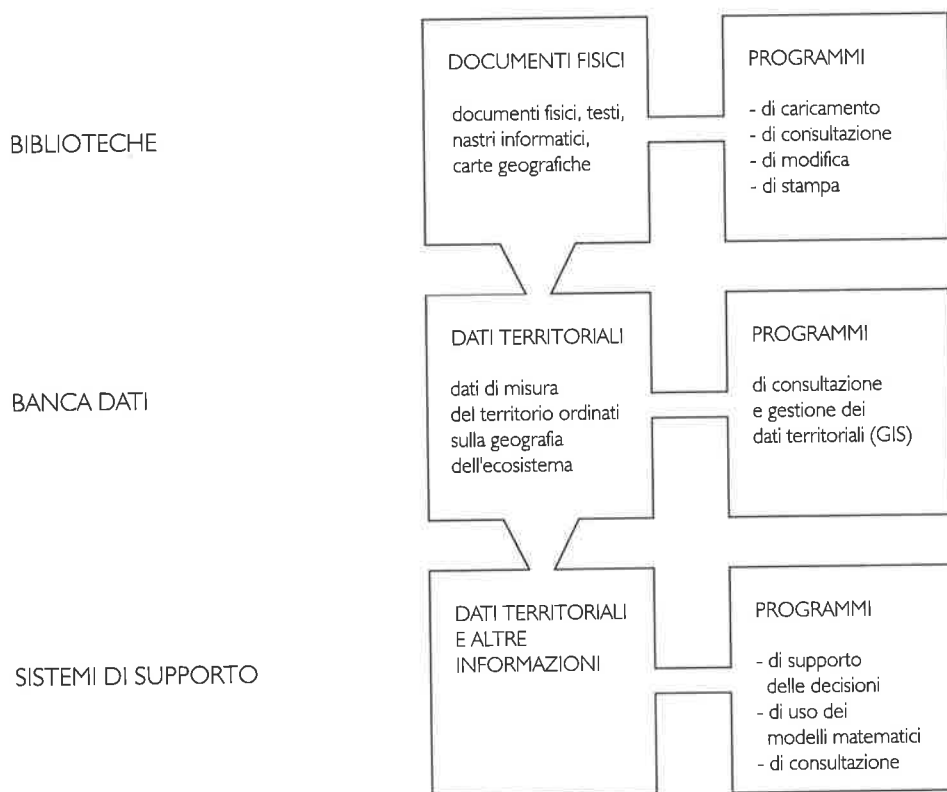 BIBLIOTECHE
DOCUMENTI FISICI
documenti fisici, testi,
nastri informatici,
carte geografiche
PROGRAMMI
- di caricamento
- di consultazione
- di modifica
- di stampa
BANCA DATI
DATI TERRITORIALI
dati di misura
del territorio ordinati
sulla geografia
dell'ecosistema
PROGRAMMI
di consultazione
e gestione dei
dati territoriali (GIS)
SISTEMI DI SUPPORTO
DATI TERRITORIALI
E ALTRE
INFORMAZIONI
PROGRAMMI
- di supporto
delle decisioni
- di uso dei
modelli matematici
- di consultazione